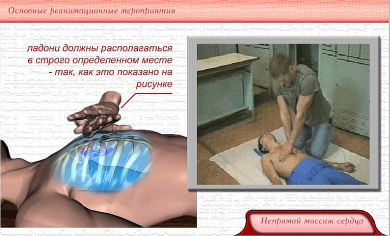 Основные реанимационные мероприятия
ладони должны располагаться
в строго определенном месте
- так, как это показано на
рисунке
Непрямой массаж сердца